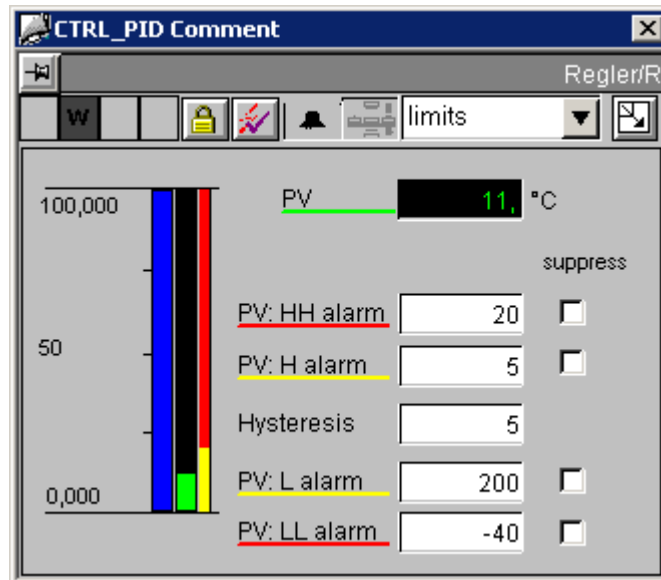 CTRL_PID Comment
Regler/R
W
limits
100,000
PV 11, °C
suppress
PV: HH alarm 20
50
PV: H alarm 5
Hysteresis 5
PV: L alarm 200
0,000
PV: LL alarm -40